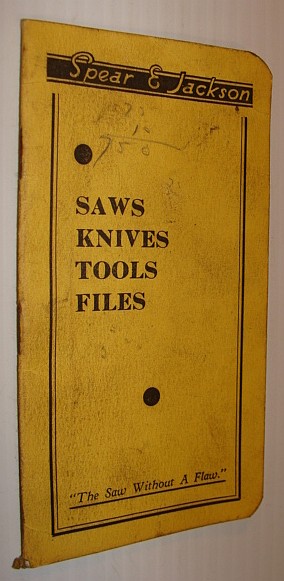 Spear & Jackson
SAWS
KNIVES
TOOLS
FILES
"The Saw Without A Flaw."